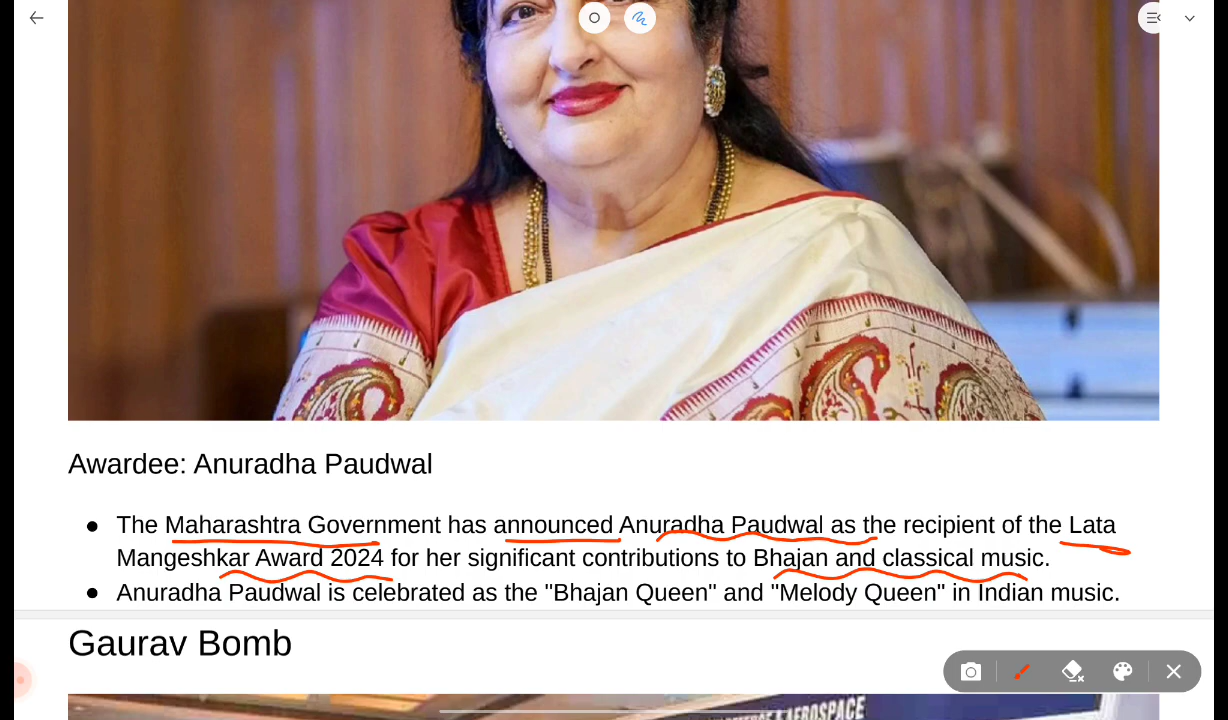 Awardee: Anuradha Paudwal
● The Maharashtra Government has announced Anuradha Paudwal as the recipient of the Lata
Mangeshkar Award 2024 for her significant contributions to Bhajan and classical music.
● Anuradha Paudwal is celebrated as the "Bhajan Queen" and "Melody Queen" in Indian music.
Gaurav Bomb
& AEROSPACE